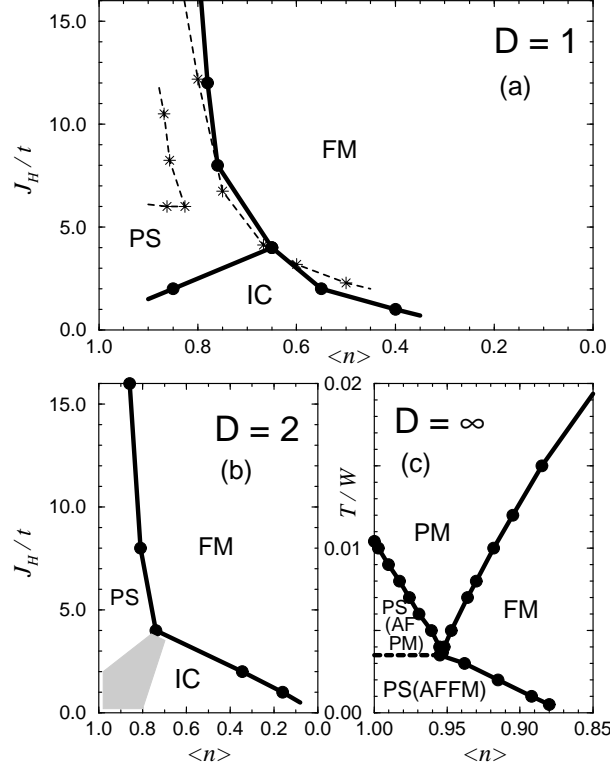 D = 1
(a)
FM
PS
IC
J_H / t
15.0
10.0
5.0
0.0
1.0 0.8 0.6 0.4 0.2 0.0
<n>
D = 2
(b)
FM
PS
IC
J_H / t
15.0
10.0
5.0
0.0
1.0 0.8 0.6 0.4 0.2 0.0
<n>
D = ∞
(c)
PM
FM
PS
(AF
PM)
PS(AFFM)
T / W
0.02
0.01
0.00
1.00 0.95 0.90 0.85
<n>